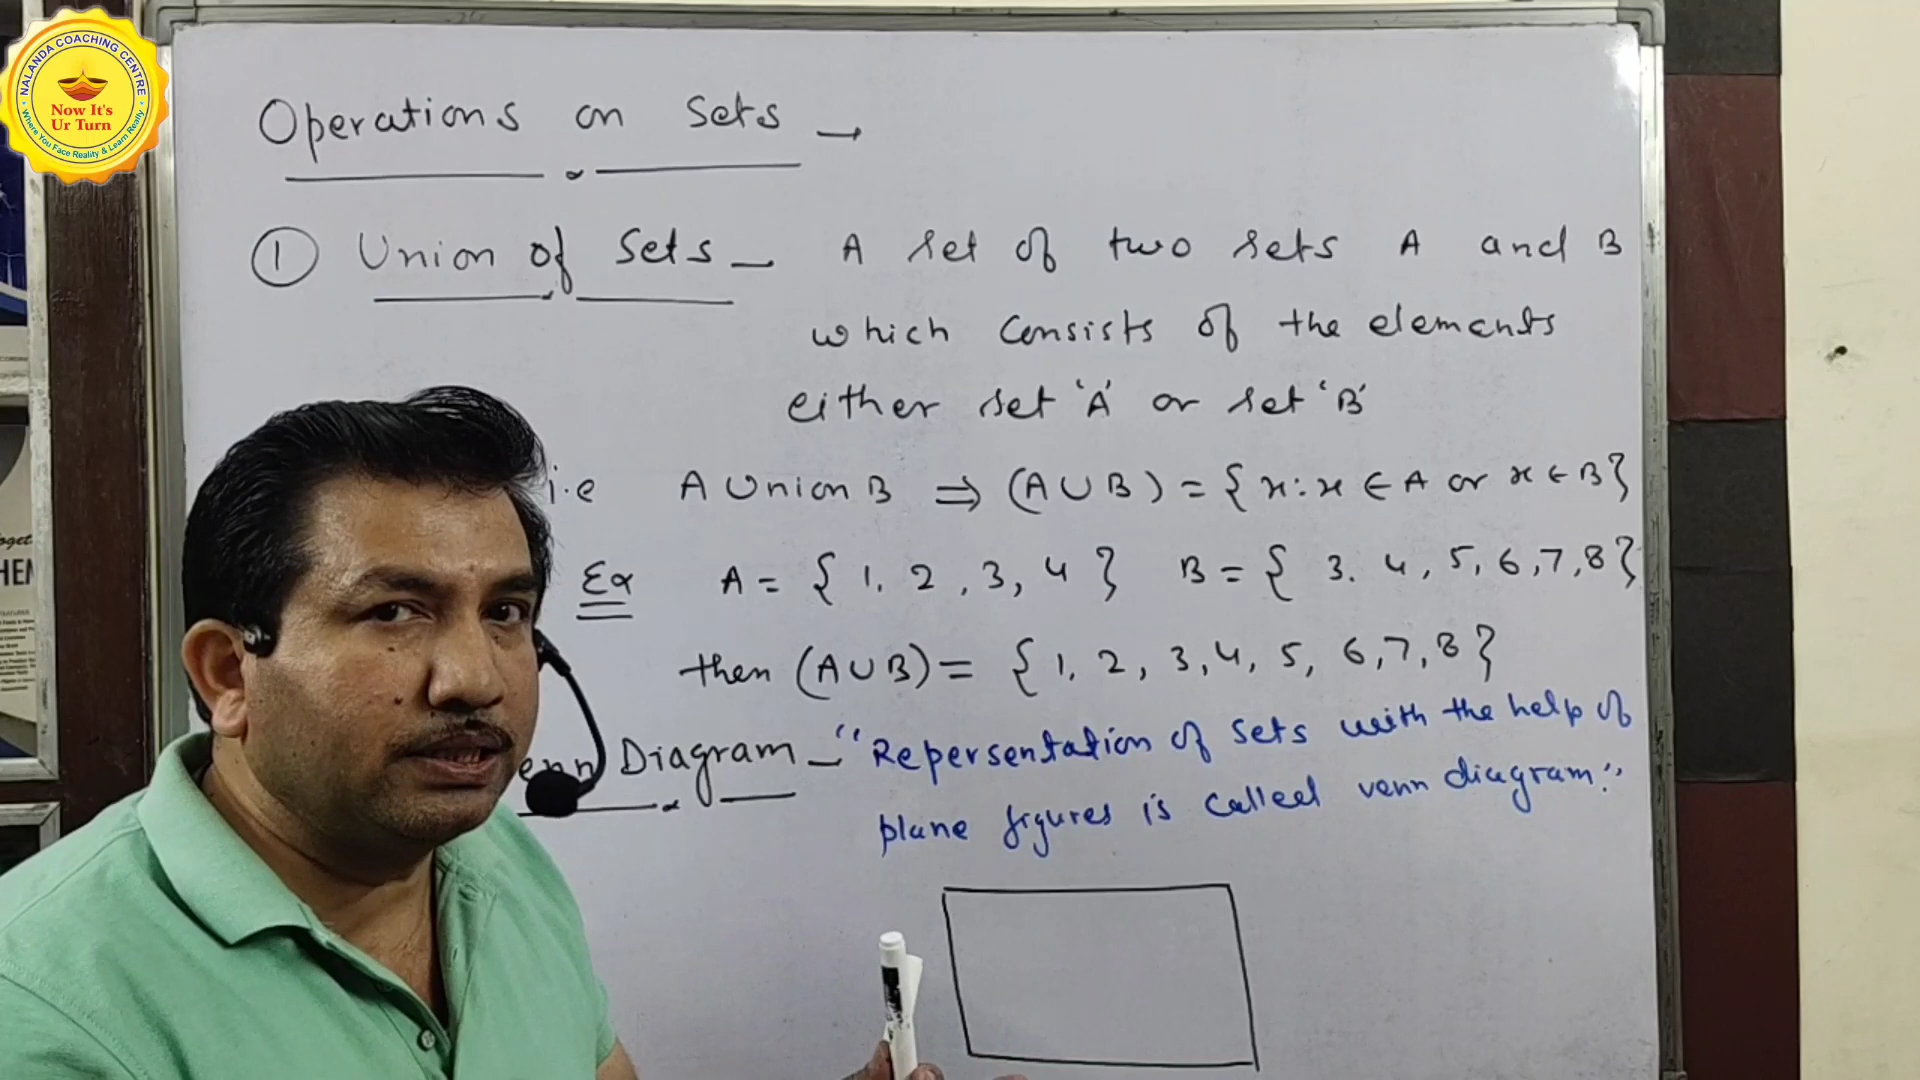 NALANDA COACHING CENTRE
Now It's
Ur Turn
Where You Face Reality & Learn Really
Operations on Sets →
① Union of Sets – A set of two sets A and B
which consists of the elements
either set 'A' or set 'B'
i.e A Union B ⇒ (A∪B) = {x : x ∈ A or x ∈ B}
Ex A = {1, 2, 3, 4} B = {3. 4, 5, 6, 7, 8}
then (A∪B) = {1, 2, 3, 4, 5, 6, 7, 8}
enn Diagram – "Repersentation of Sets with the help of
plane figures is called venn diagram."